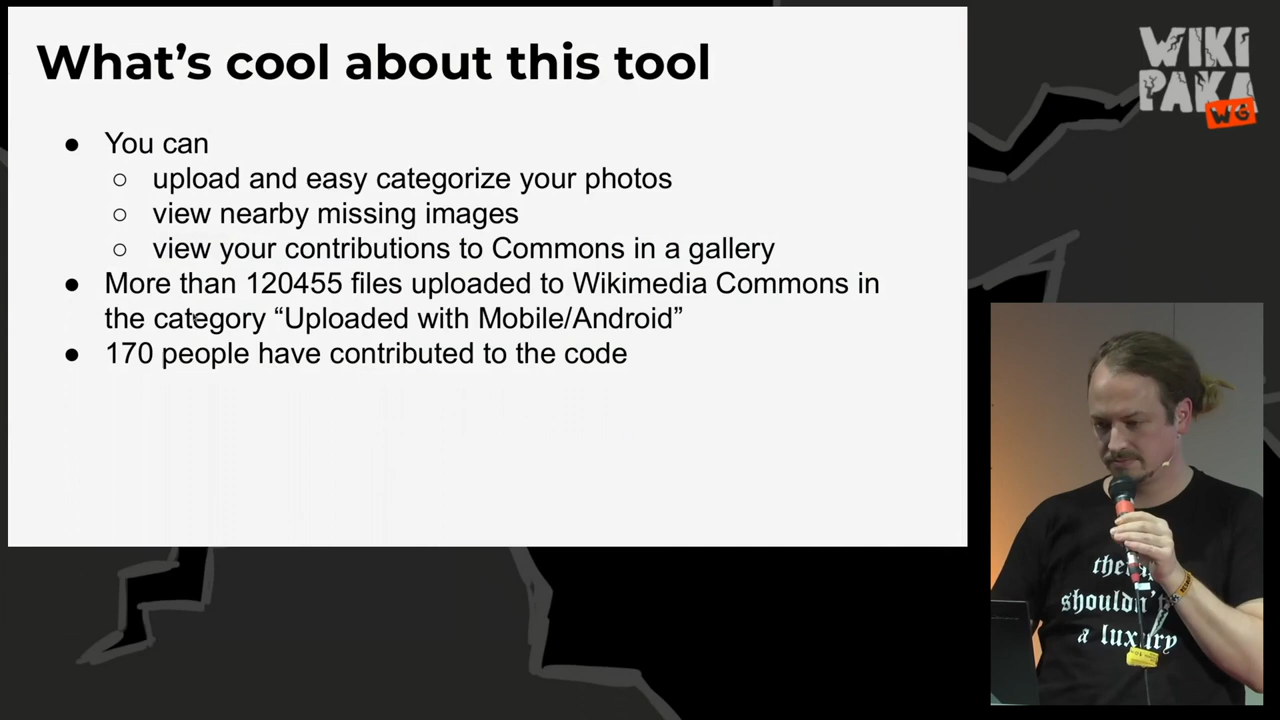 What's cool about this tool
● You can
○ upload and easy categorize your photos
○ view nearby missing images
○ view your contributions to Commons in a gallery
● More than 120455 files uploaded to Wikimedia Commons in
the category “Uploaded with Mobile/Android”
● 170 people have contributed to the code
WIKI
PAKA
WG
shouldn'
a luxury